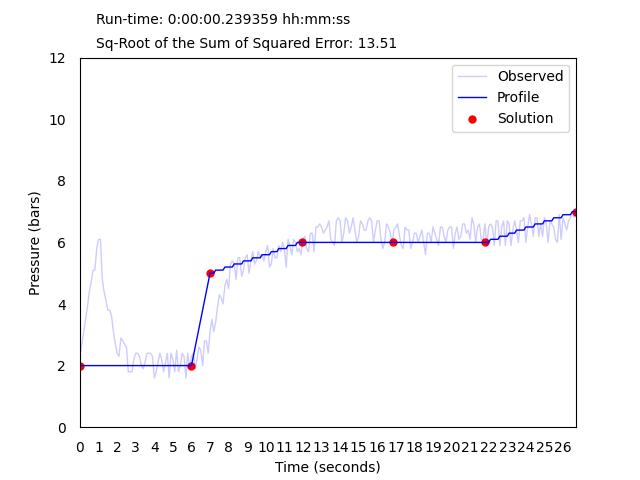 Run-time: 0:00:00.239359 hh:mm:ss
Sq-Root of the Sum of Squared Error: 13.51
12
10
8
6
4
2
0
Pressure (bars)
Observed
Profile
Solution
0 1 2 3 4 5 6 7 8 9 10 11 12 13 14 15 16 17 18 19 20 21 22 23 24 25 26
Time (seconds)